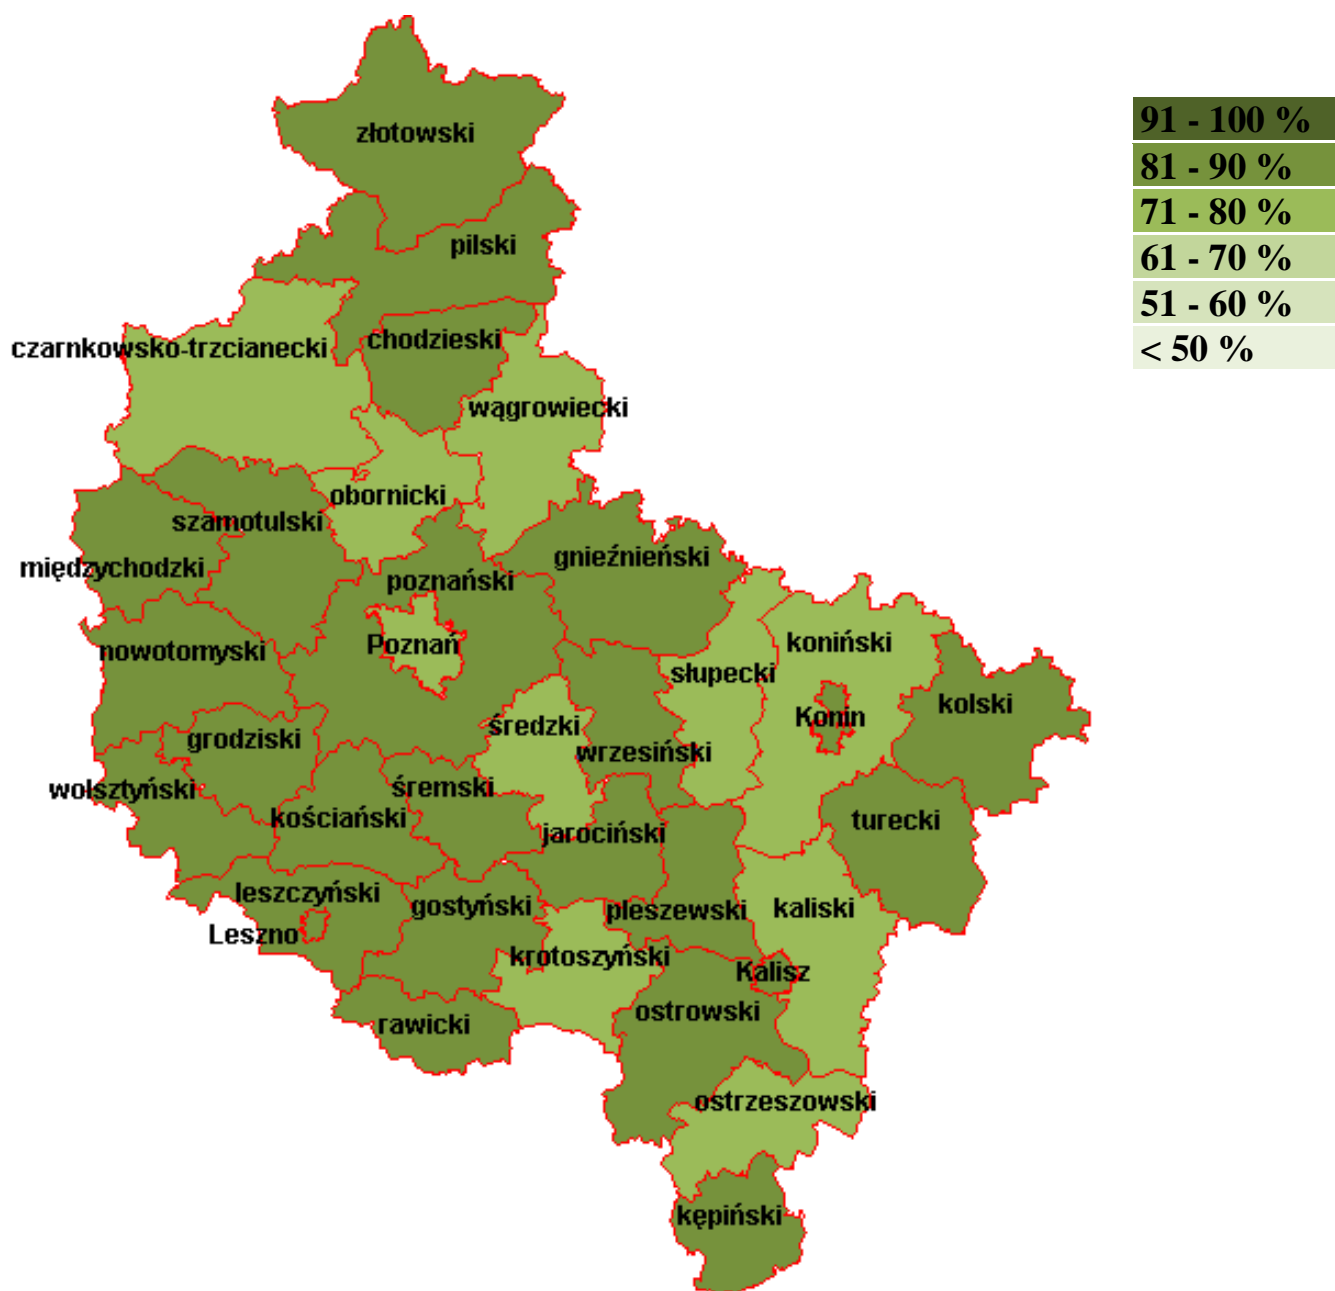 91 - 100 %
81 - 90 %
71 - 80 %
61 - 70 %
51 - 60 %
< 50 %
złotowski
pilski
chodzieski
czarnkowsko-trzcianecki
wągrowiecki
obornicki
szamotulski
gnieźnieński
międzychodzki
poznański
nowotomyski
Poznań
koniński
słupecki
kolski
Konin
średzki
grodziski
wrzesiński
wolsztyński
śremski
kościański
turecki
jarociński
leszczyński
gostyński
pleszewski
kaliski
Leszno
krotoszyński
Kalisz
ostrowski
rawicki
ostrzeszowski
kępiński